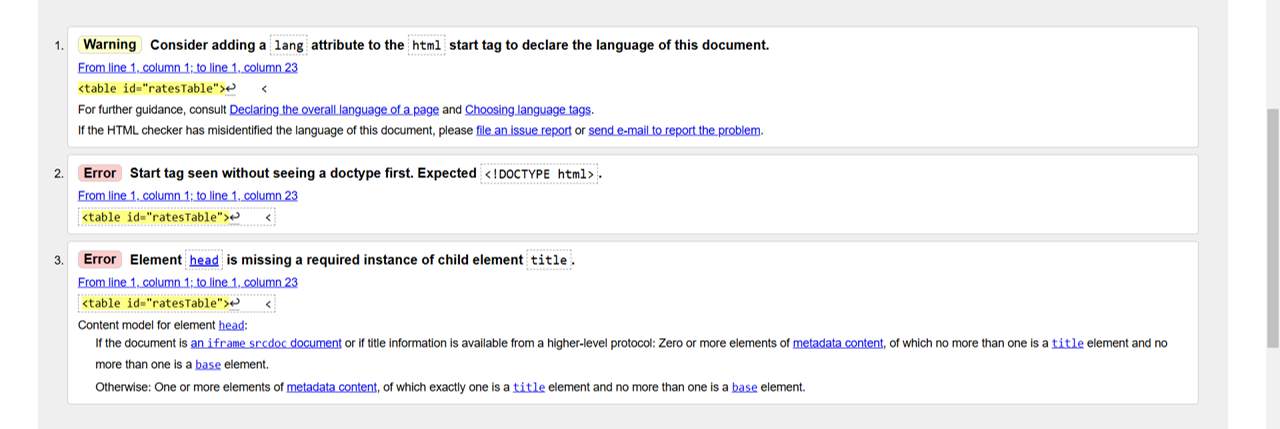 1. Warning Consider adding a lang attribute to the html start tag to declare the language of this document.
From line 1, column 1; to line 1, column 23
<table id="ratesTable">↩    <
For further guidance, consult Declaring the overall language of a page and Choosing language tags.
If the HTML checker has misidentified the language of this document, please file an issue report or send e-mail to report the problem.
2. Error Start tag seen without seeing a doctype first. Expected <!DOCTYPE html>.
From line 1, column 1; to line 1, column 23
<table id="ratesTable">↩    <
3. Error Element head is missing a required instance of child element title.
From line 1, column 1; to line 1, column 23
<table id="ratesTable">↩    <
Content model for element head:
If the document is an iframe srcdoc document or if title information is available from a higher-level protocol: Zero or more elements of metadata content, of which no more than one is a title element and no
more than one is a base element.
Otherwise: One or more elements of metadata content, of which exactly one is a title element and no more than one is a base element.